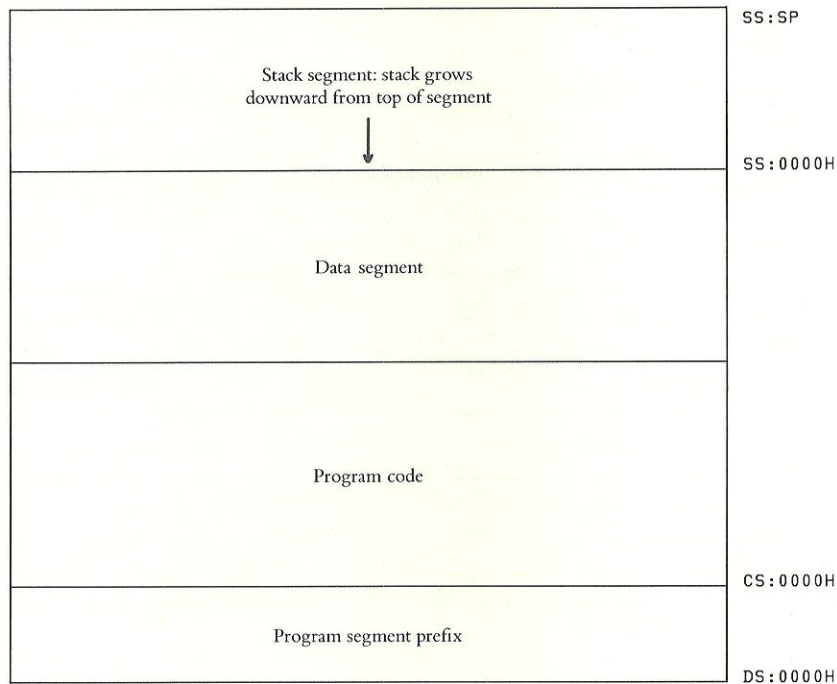 SS:SP
Stack segment: stack grows
downward from top of segment
SS:0000H
Data segment
Program code
CS:0000H
Program segment prefix
DS:0000H